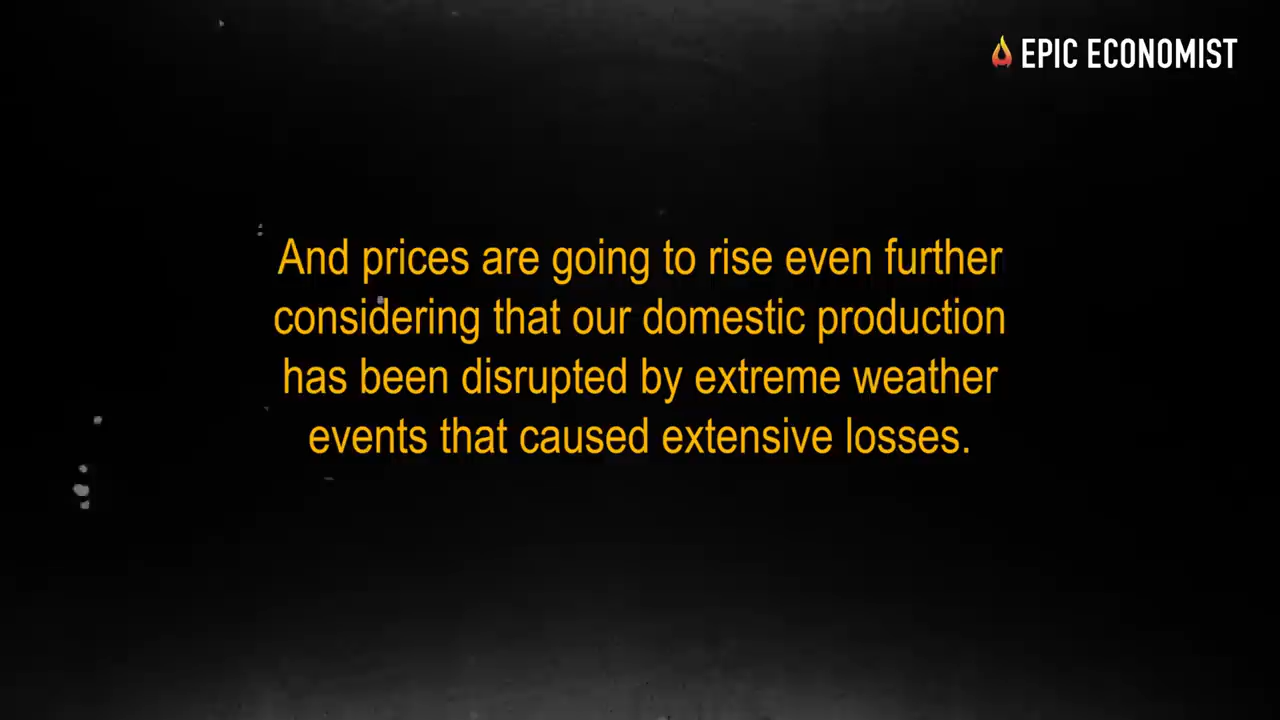 EPIC ECONOMIST
And prices are going to rise even further
considering that our domestic production
has been disrupted by extreme weather
events that caused extensive losses.